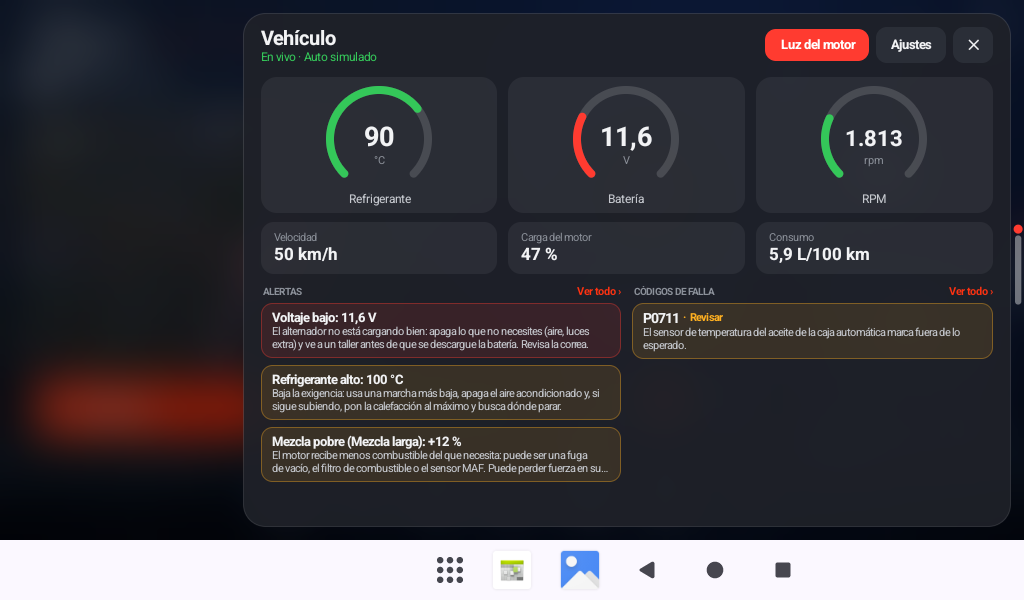 Vehículo
En vivo · Auto simulado
Luz del motor
Ajustes
90
°C
Refrigerante
11,6
V
Batería
1.813
rpm
RPM
Velocidad
50 km/h
Carga del motor
47 %
Consumo
5,9 L/100 km
ALERTAS
Ver todo ›
Voltaje bajo: 11,6 V
El alternador no está cargando bien: apaga lo que no necesites (aire, luces
extra) y ve a un taller antes de que se descargue la batería. Revisa la correa.
Refrigerante alto: 100 °C
Baja la exigencia: usa una marcha más baja, apaga el aire acondicionado y, si
sigue subiendo, pon la calefacción al máximo y busca dónde parar.
Mezcla pobre (Mezcla larga): +12 %
El motor recibe menos combustible del que necesita: puede ser una fuga
de vacío, el filtro de combustible o el sensor MAF. Puede perder fuerza en su...
CÓDIGOS DE FALLA
Ver todo ›
P0711 · Revisar
El sensor de temperatura del aceite de la caja automática marca fuera de lo
esperado.